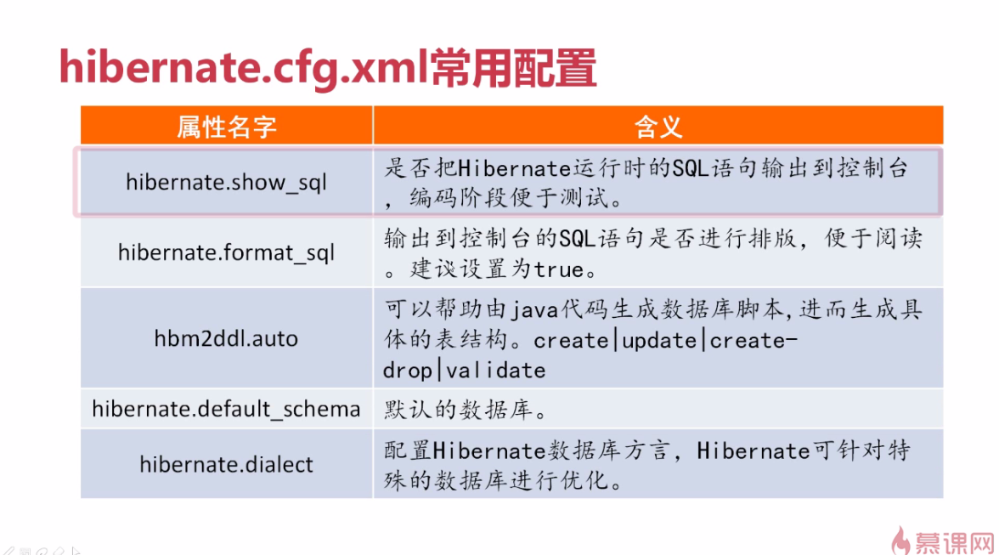 hibernate.cfg.xml常用配置
属性名字
含义
hibernate.show_sql
是否把Hibernate运行时的SQL语句输出到控制台
，编码阶段便于测试。
hibernate.format_sql
输出到控制台的SQL语句是否进行排版，便于阅读
。建议设置为true。
hbm2ddl.auto
可以帮助由java代码生成数据库脚本,进而生成具
体的表结构。create|update|create-
drop|validate
hibernate.default_schema
默认的数据库。
hibernate.dialect
配置Hibernate数据库方言，Hibernate可针对特
殊的数据库进行优化。
慕课网